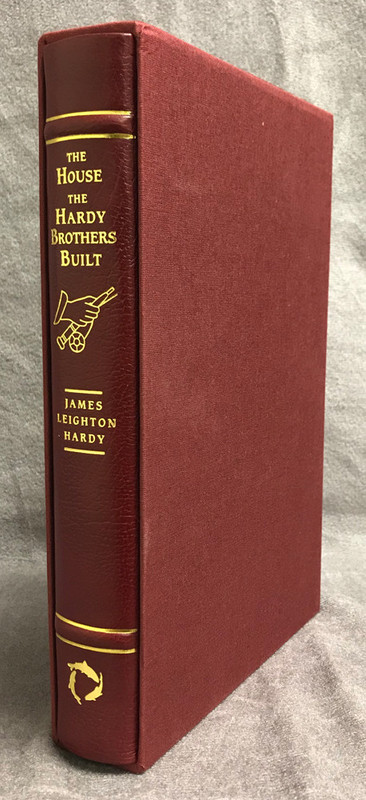 THE
HOUSE
THE
HARDY
BROTHERS
BUILT
JAMES
LEIGHTON
HARDY